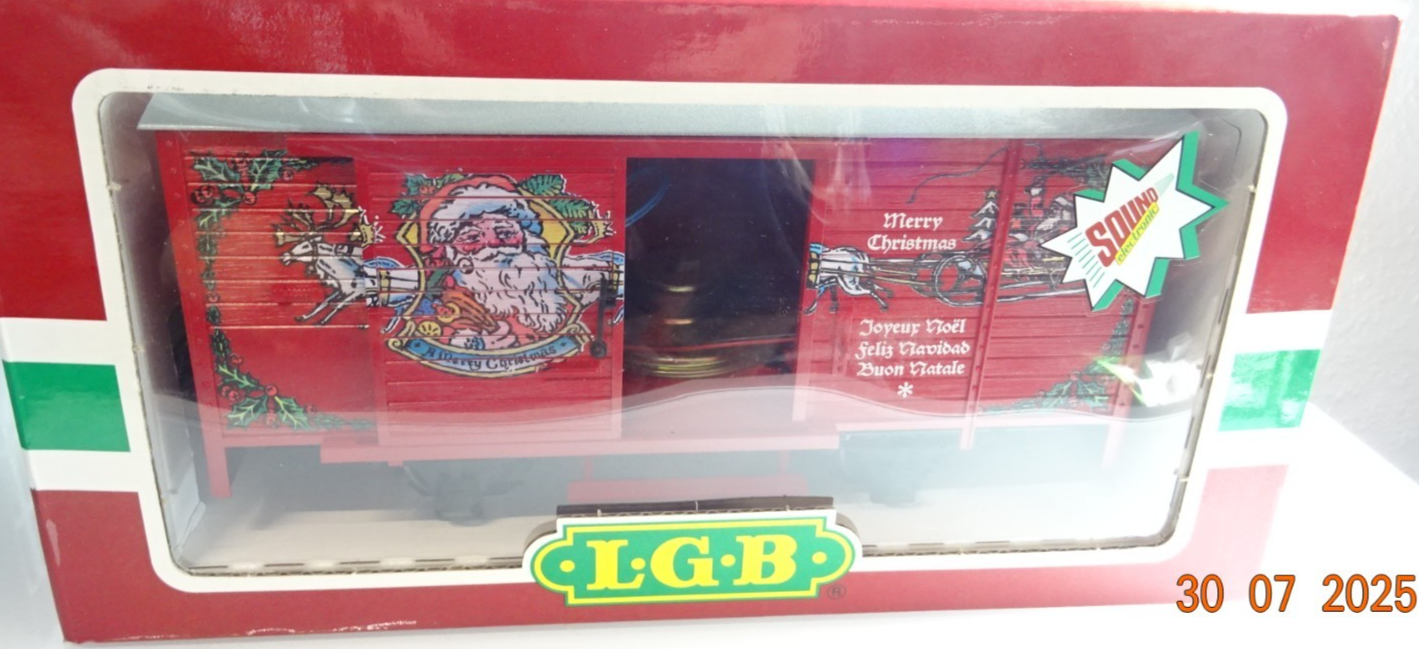 Merry
Christmas
SOUND
electronic
A Merry Christmas
Joyeux Noël
Feliz Navidad
Buon Natale
*
L·G·B
®
30 07 2025